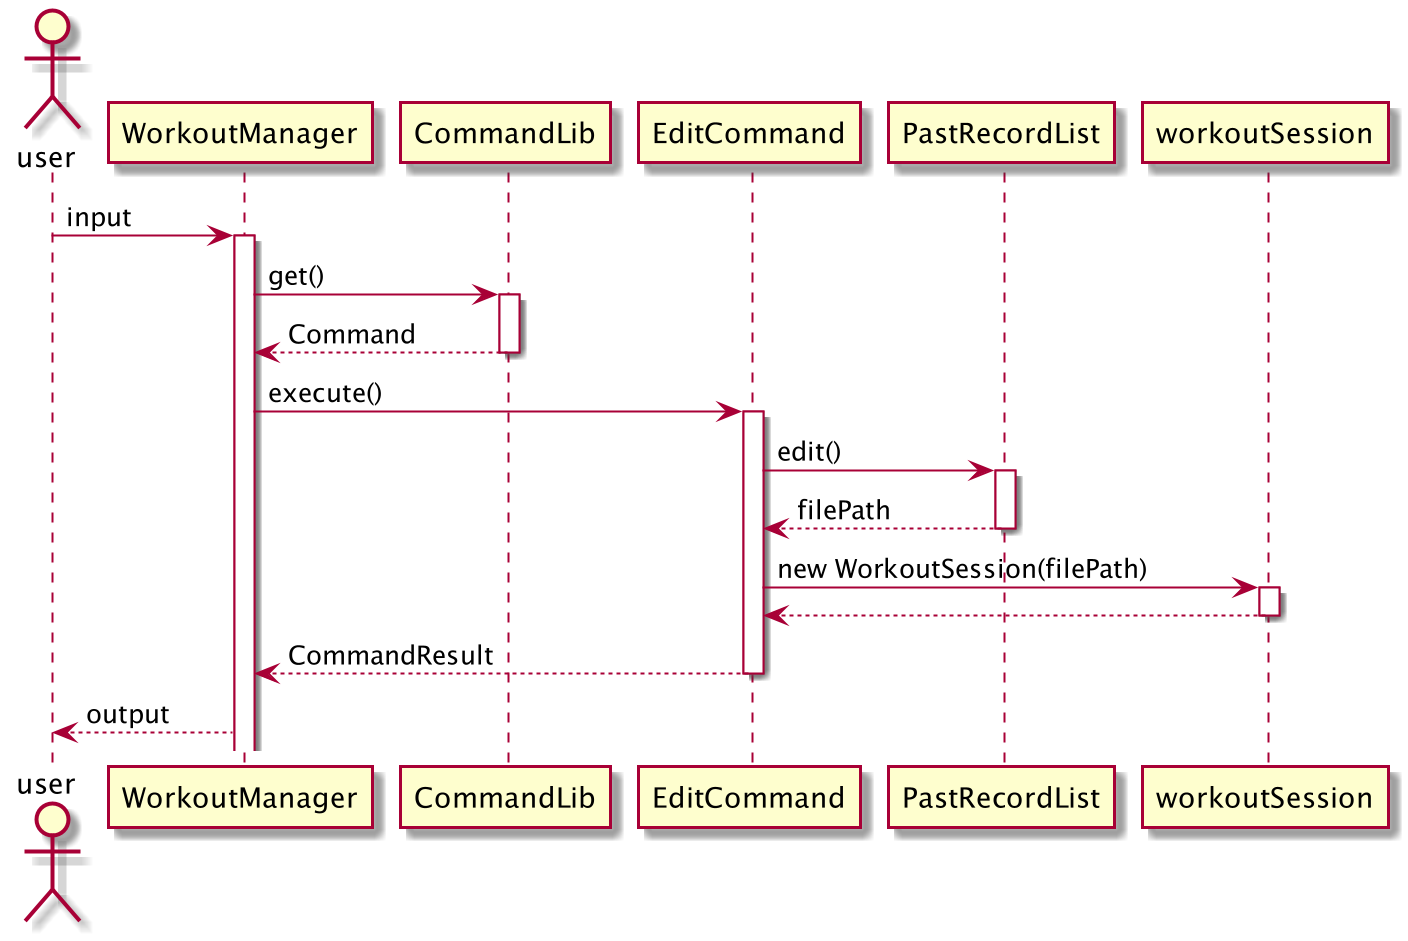 user
WorkoutManager
CommandLib
EditCommand
PastRecordList
workoutSession
input
get()
Command
execute()
edit()
filePath
new WorkoutSession(filePath)
CommandResult
output
user
WorkoutManager
CommandLib
EditCommand
PastRecordList
workoutSession